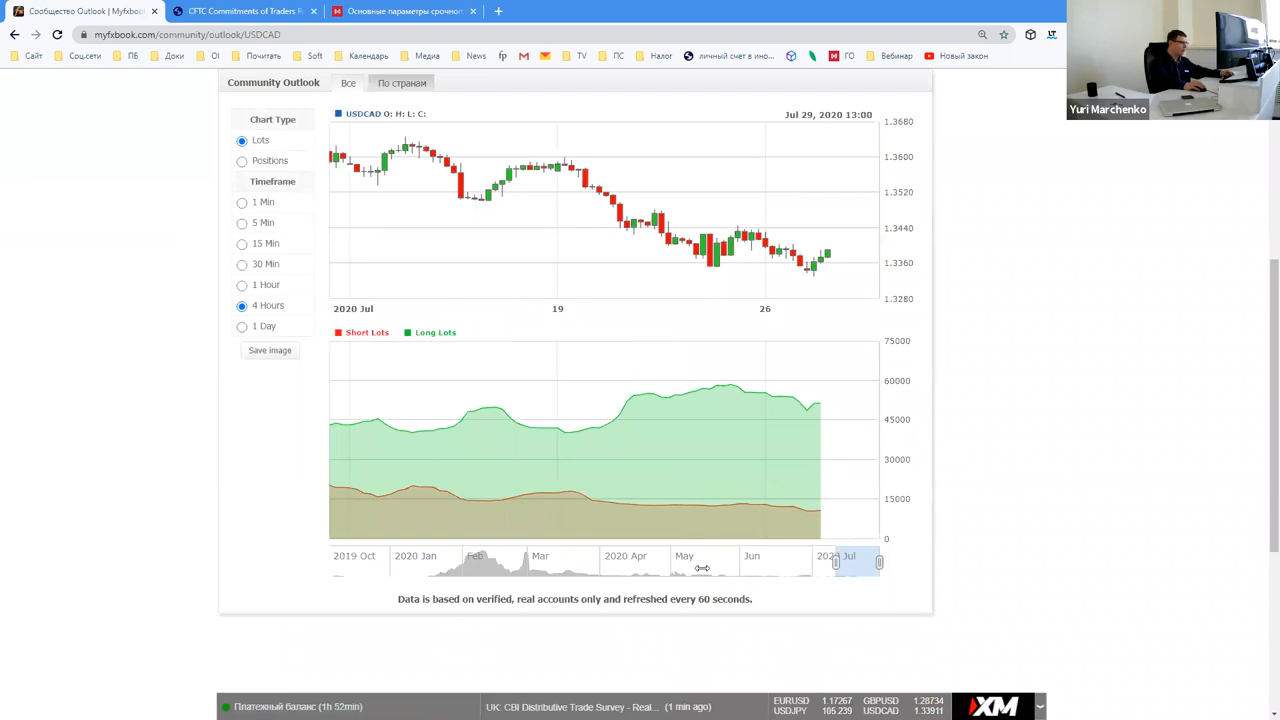 Сообщество Outlook | Myfxboo
CFTC Commitments of Traders R
Основные параметры срочног
myfxbook.com/community/outlook/USDCAD
Сайт
Соц.сети
ПБ
Доки
ОІ
Почитать
Soft
Календарь
Медиа
News
fp
TV
ПС
Налог
личный счет в ино...
ГО
Вебинар
Новый закон
Yuri Marchenko
Community Outlook
Все
По странам
Chart Type
Lots
Positions
Timeframe
1 Min
5 Min
15 Min
30 Min
1 Hour
4 Hours
1 Day
Save image
USDCAD O: H: L: C:
Jul 29, 2020 13:00
1.3680
1.3600
1.3520
1.3440
1.3360
1.3280
2020 Jul
19
26
Short Lots
Long Lots
75000
60000
45000
30000
15000
0
2019 Oct
2020 Jan
Feb
Mar
2020 Apr
May
Jun
Jul
Data is based on verified, real accounts only and refreshed every 60 seconds.
Платежный баланс (1h 52min)
UK: CBI Distributive Trade Survey - Real... (1 min ago)
EURUSD 1.17267 GBPUSD 1.28734
USDJPY 105.239 USDCAD 1.33911
XM